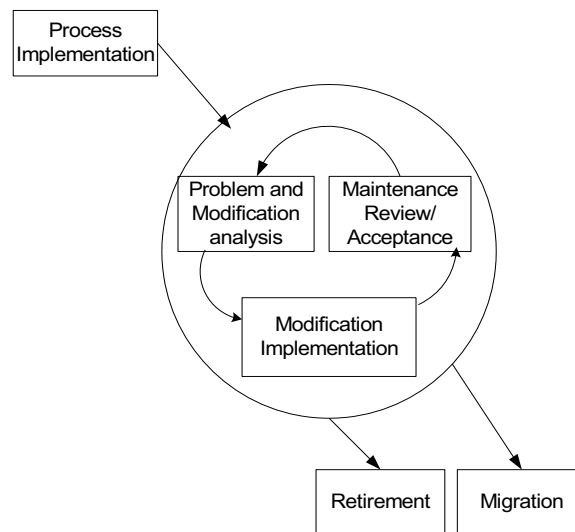 Process
Implementation
Problem and
Modification
analysis
Maintenance
Review/
Acceptance
Modification
Implementation
Retirement
Migration